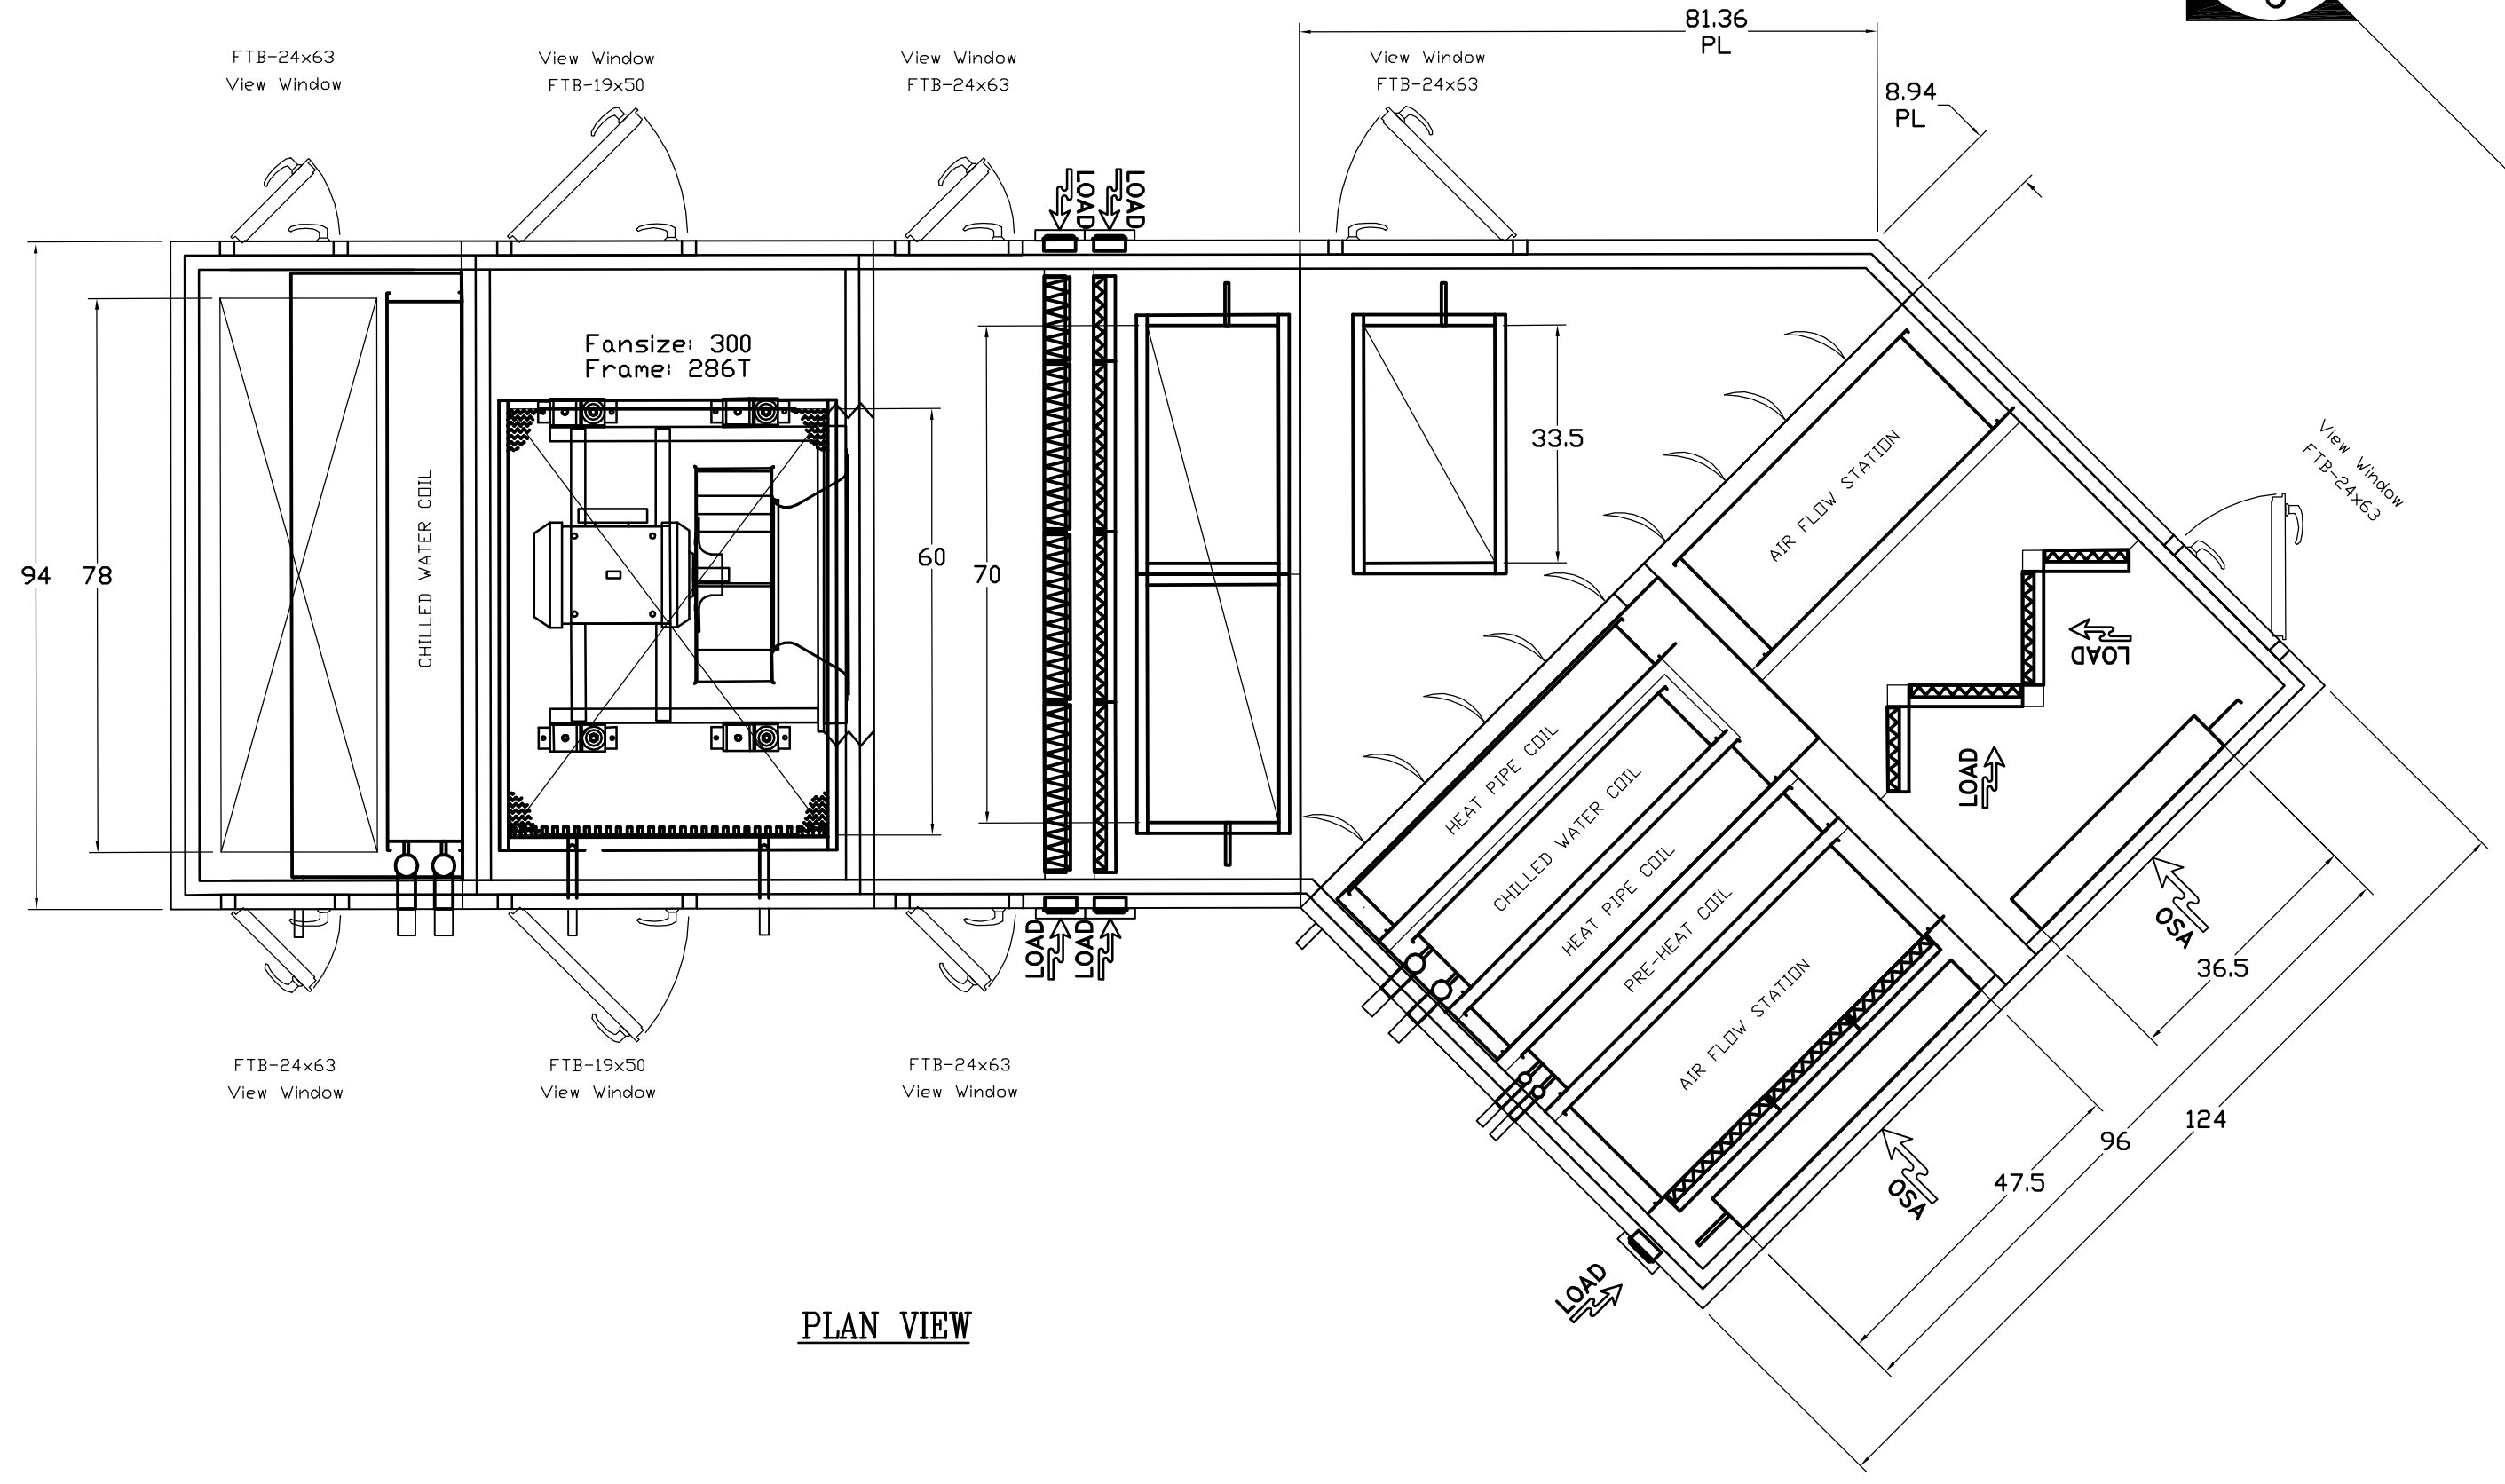 81.36
PL
8.94
PL
FTB-24x63
View Window
View Window
FTB-19x50
View Window
FTB-24x63
View Window
FTB-24x63
LOAD
LOAD
Fansize: 300
Frame: 286T
94
78
CHILLED WATER COIL
60
70
33.5
AIR FLOW STATION
View Window
FTB-24x63
LOAD
LOAD
HEAT PIPE COIL
CHILLED WATER COIL
HEAT PIPE COIL
PRE-HEAT COIL
AIR FLOW STATION
OSA
OSA
36.5
124
96
47.5
LOAD
LOAD
LOAD
FTB-24x63
View Window
FTB-19x50
View Window
FTB-24x63
View Window
PLAN VIEW